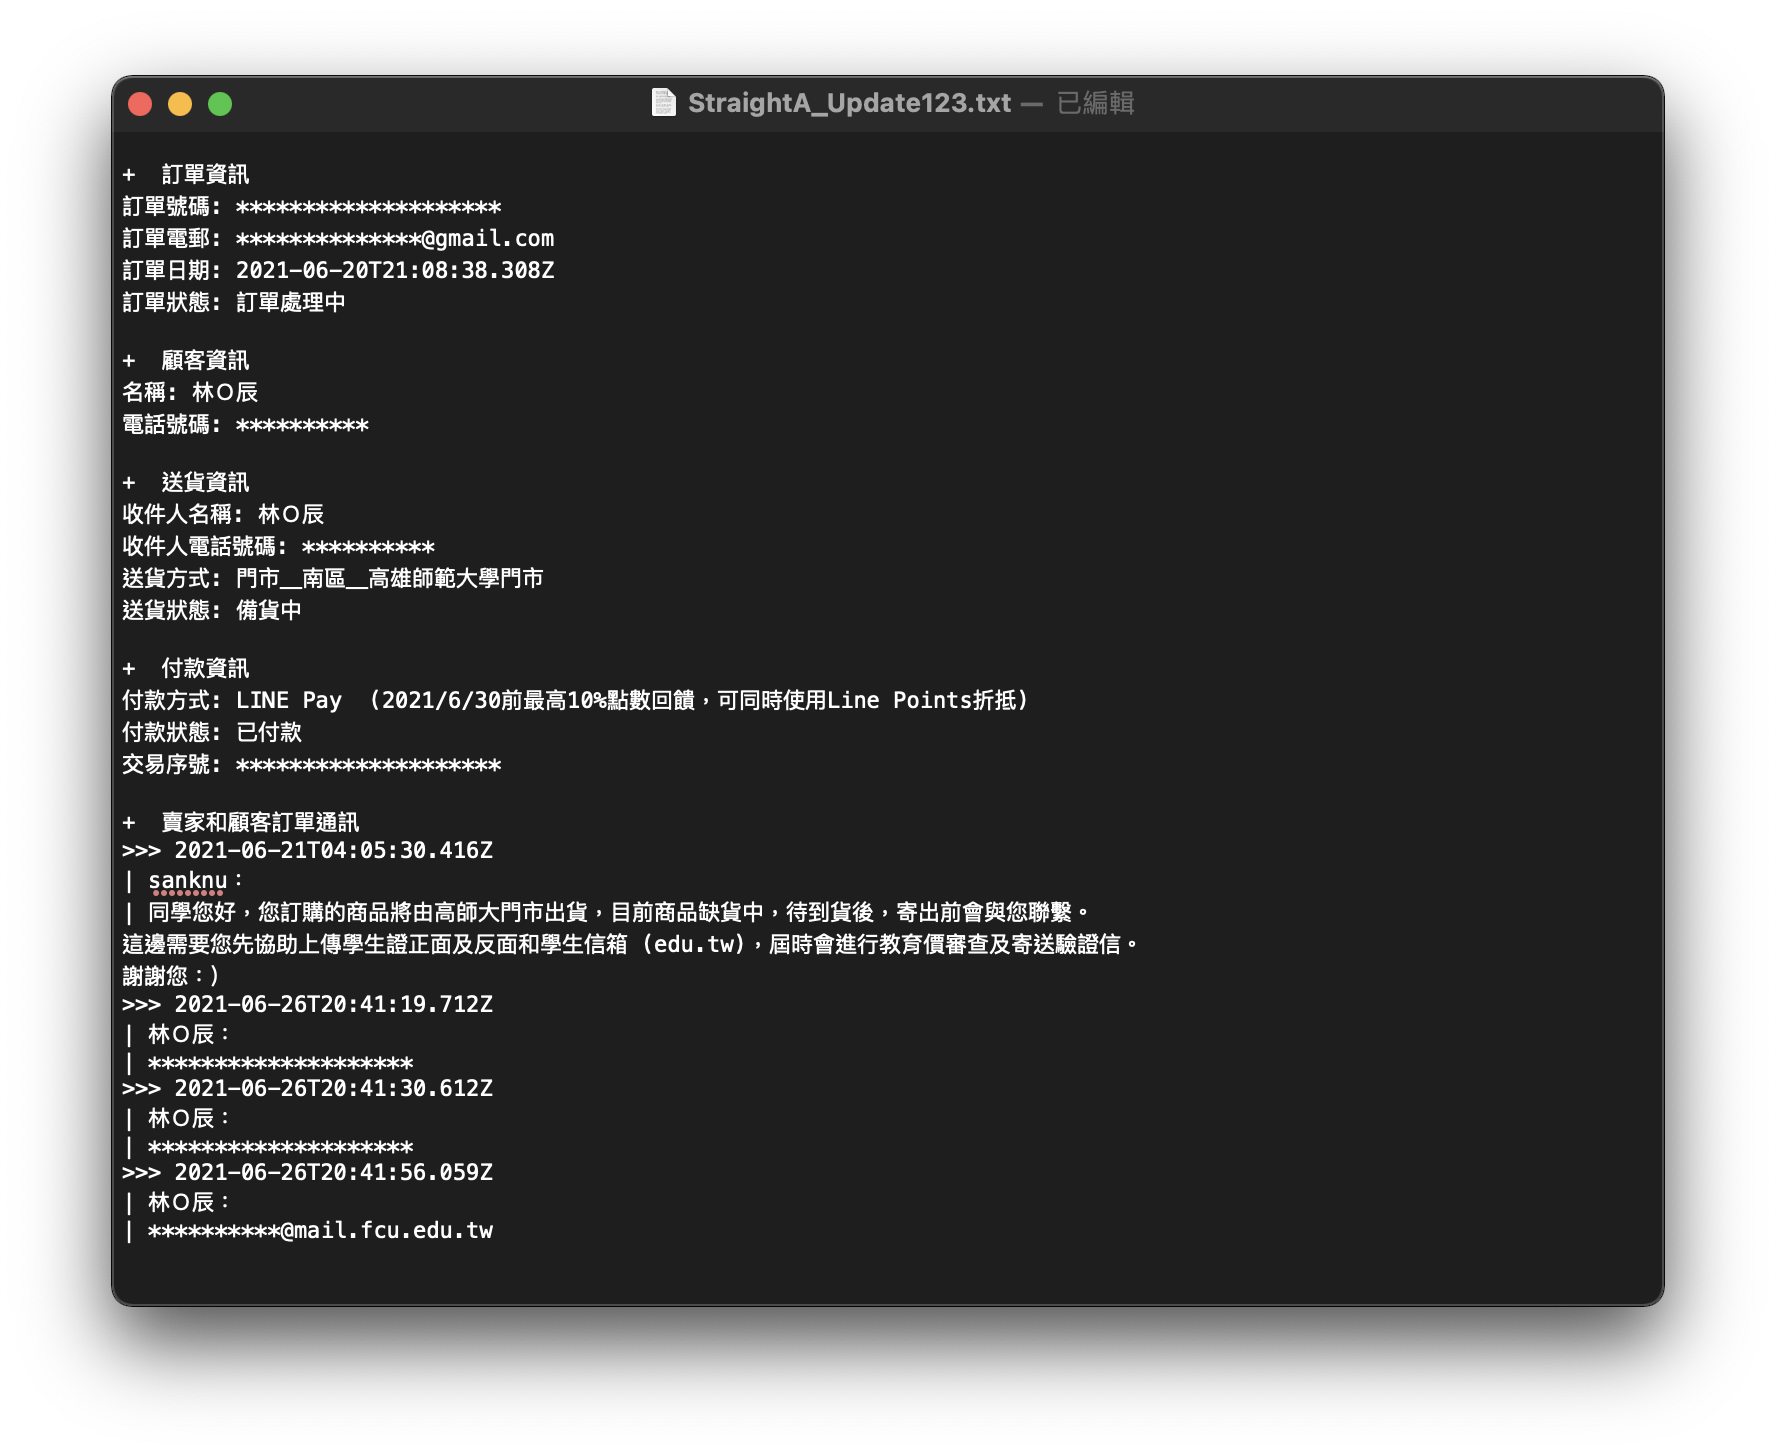 StraightA_Update123.txt — 已編輯
+  訂單資訊
訂單號碼: ********************
訂單電郵: **************@gmail.com
訂單日期: 2021-06-20T21:08:38.308Z
訂單狀態: 訂單處理中
+  顧客資訊
名稱: 林O辰
電話號碼: **********
+  送貨資訊
收件人名稱: 林O辰
收件人電話號碼: **********
送貨方式: 門市__南區__高雄師範大學門市
送貨狀態: 備貨中
+  付款資訊
付款方式: LINE Pay  (2021/6/30前最高10%點數回饋，可同時使用Line Points折抵)
付款狀態: 已付款
交易序號: ********************
+  賣家和顧客訂單通訊
>>> 2021-06-21T04:05:30.416Z
| sanknu：
| 同學您好，您訂購的商品將由高師大門市出貨，目前商品缺貨中，待到貨後，寄出前會與您聯繫。
這邊需要您先協助上傳學生證正面及反面和學生信箱 (edu.tw)，屆時會進行教育價審查及寄送驗證信。
謝謝您：)
>>> 2021-06-26T20:41:19.712Z
| 林O辰：
| ********************
>>> 2021-06-26T20:41:30.612Z
| 林O辰：
| ********************
>>> 2021-06-26T20:41:56.059Z
| 林O辰：
| **********@mail.fcu.edu.tw